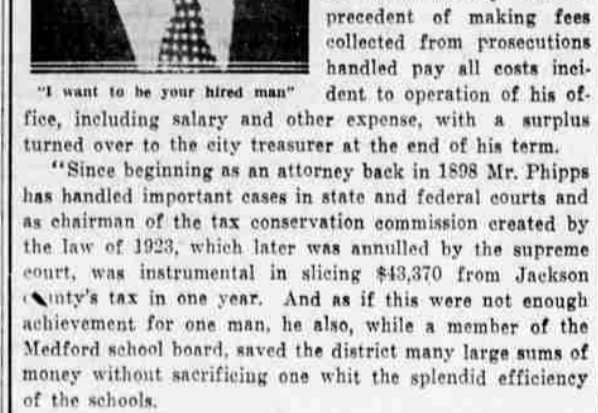 precedent of making fees
collected from prosecutions
handled pay all costs inci-
"I want to be your hired man"
dent to operation of his of-
fice, including salary and other expense, with a surplus
turned over to the city treasurer at the end of his term.
"Since beginning as an attorney back in 1898 Mr. Phipps
has handled important cases in state and federal courts and
as chairman of the tax conservation commission created by
the law of 1923, which later was annulled by the supreme
court, was instrumental in slicing $43,370 from Jackson
tax in one year. And as if this were not enough
achievement for one man, he also, while a member of the
Medford school board, saved the district many large sums of
money without sacrificing one whit the splendid efficiency
of the schools.